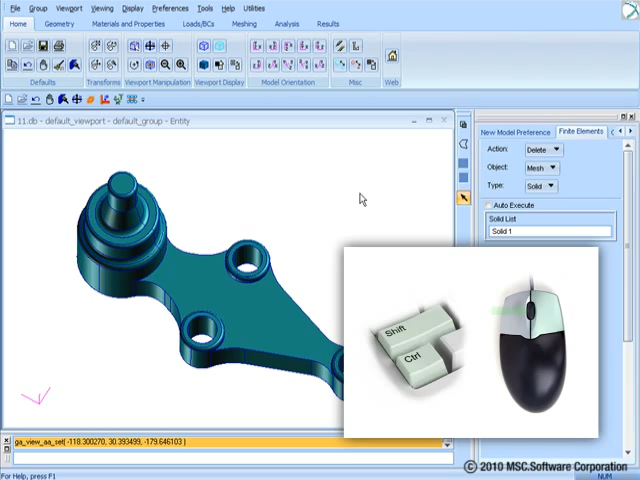 File Group Viewport Viewing Display Preferences Tools Help Utilities
Home Geometry Materials and Properties Loads/BCs Meshing Analysis Results
Defaults Transforms Viewport Manipulation Viewport Display Model Orientation Misc Web
11.db - default_viewport - default_group - Entity
New Model Preference Finite Elements
Action: Delete
Object: Mesh
Type: Solid
Auto Execute
Solid List
Solid 1
Shift
Ctrl
ga_view_aa_set( -118.300270, 30.393499, -179.646103 )
© 2010 MSC.Software Corporation
For Help, press F1
NUM